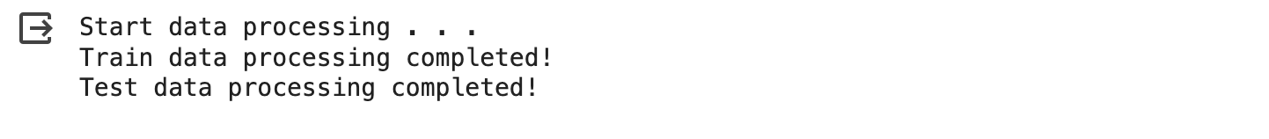 Start data processing . . .
Train data processing completed!
Test data processing completed!